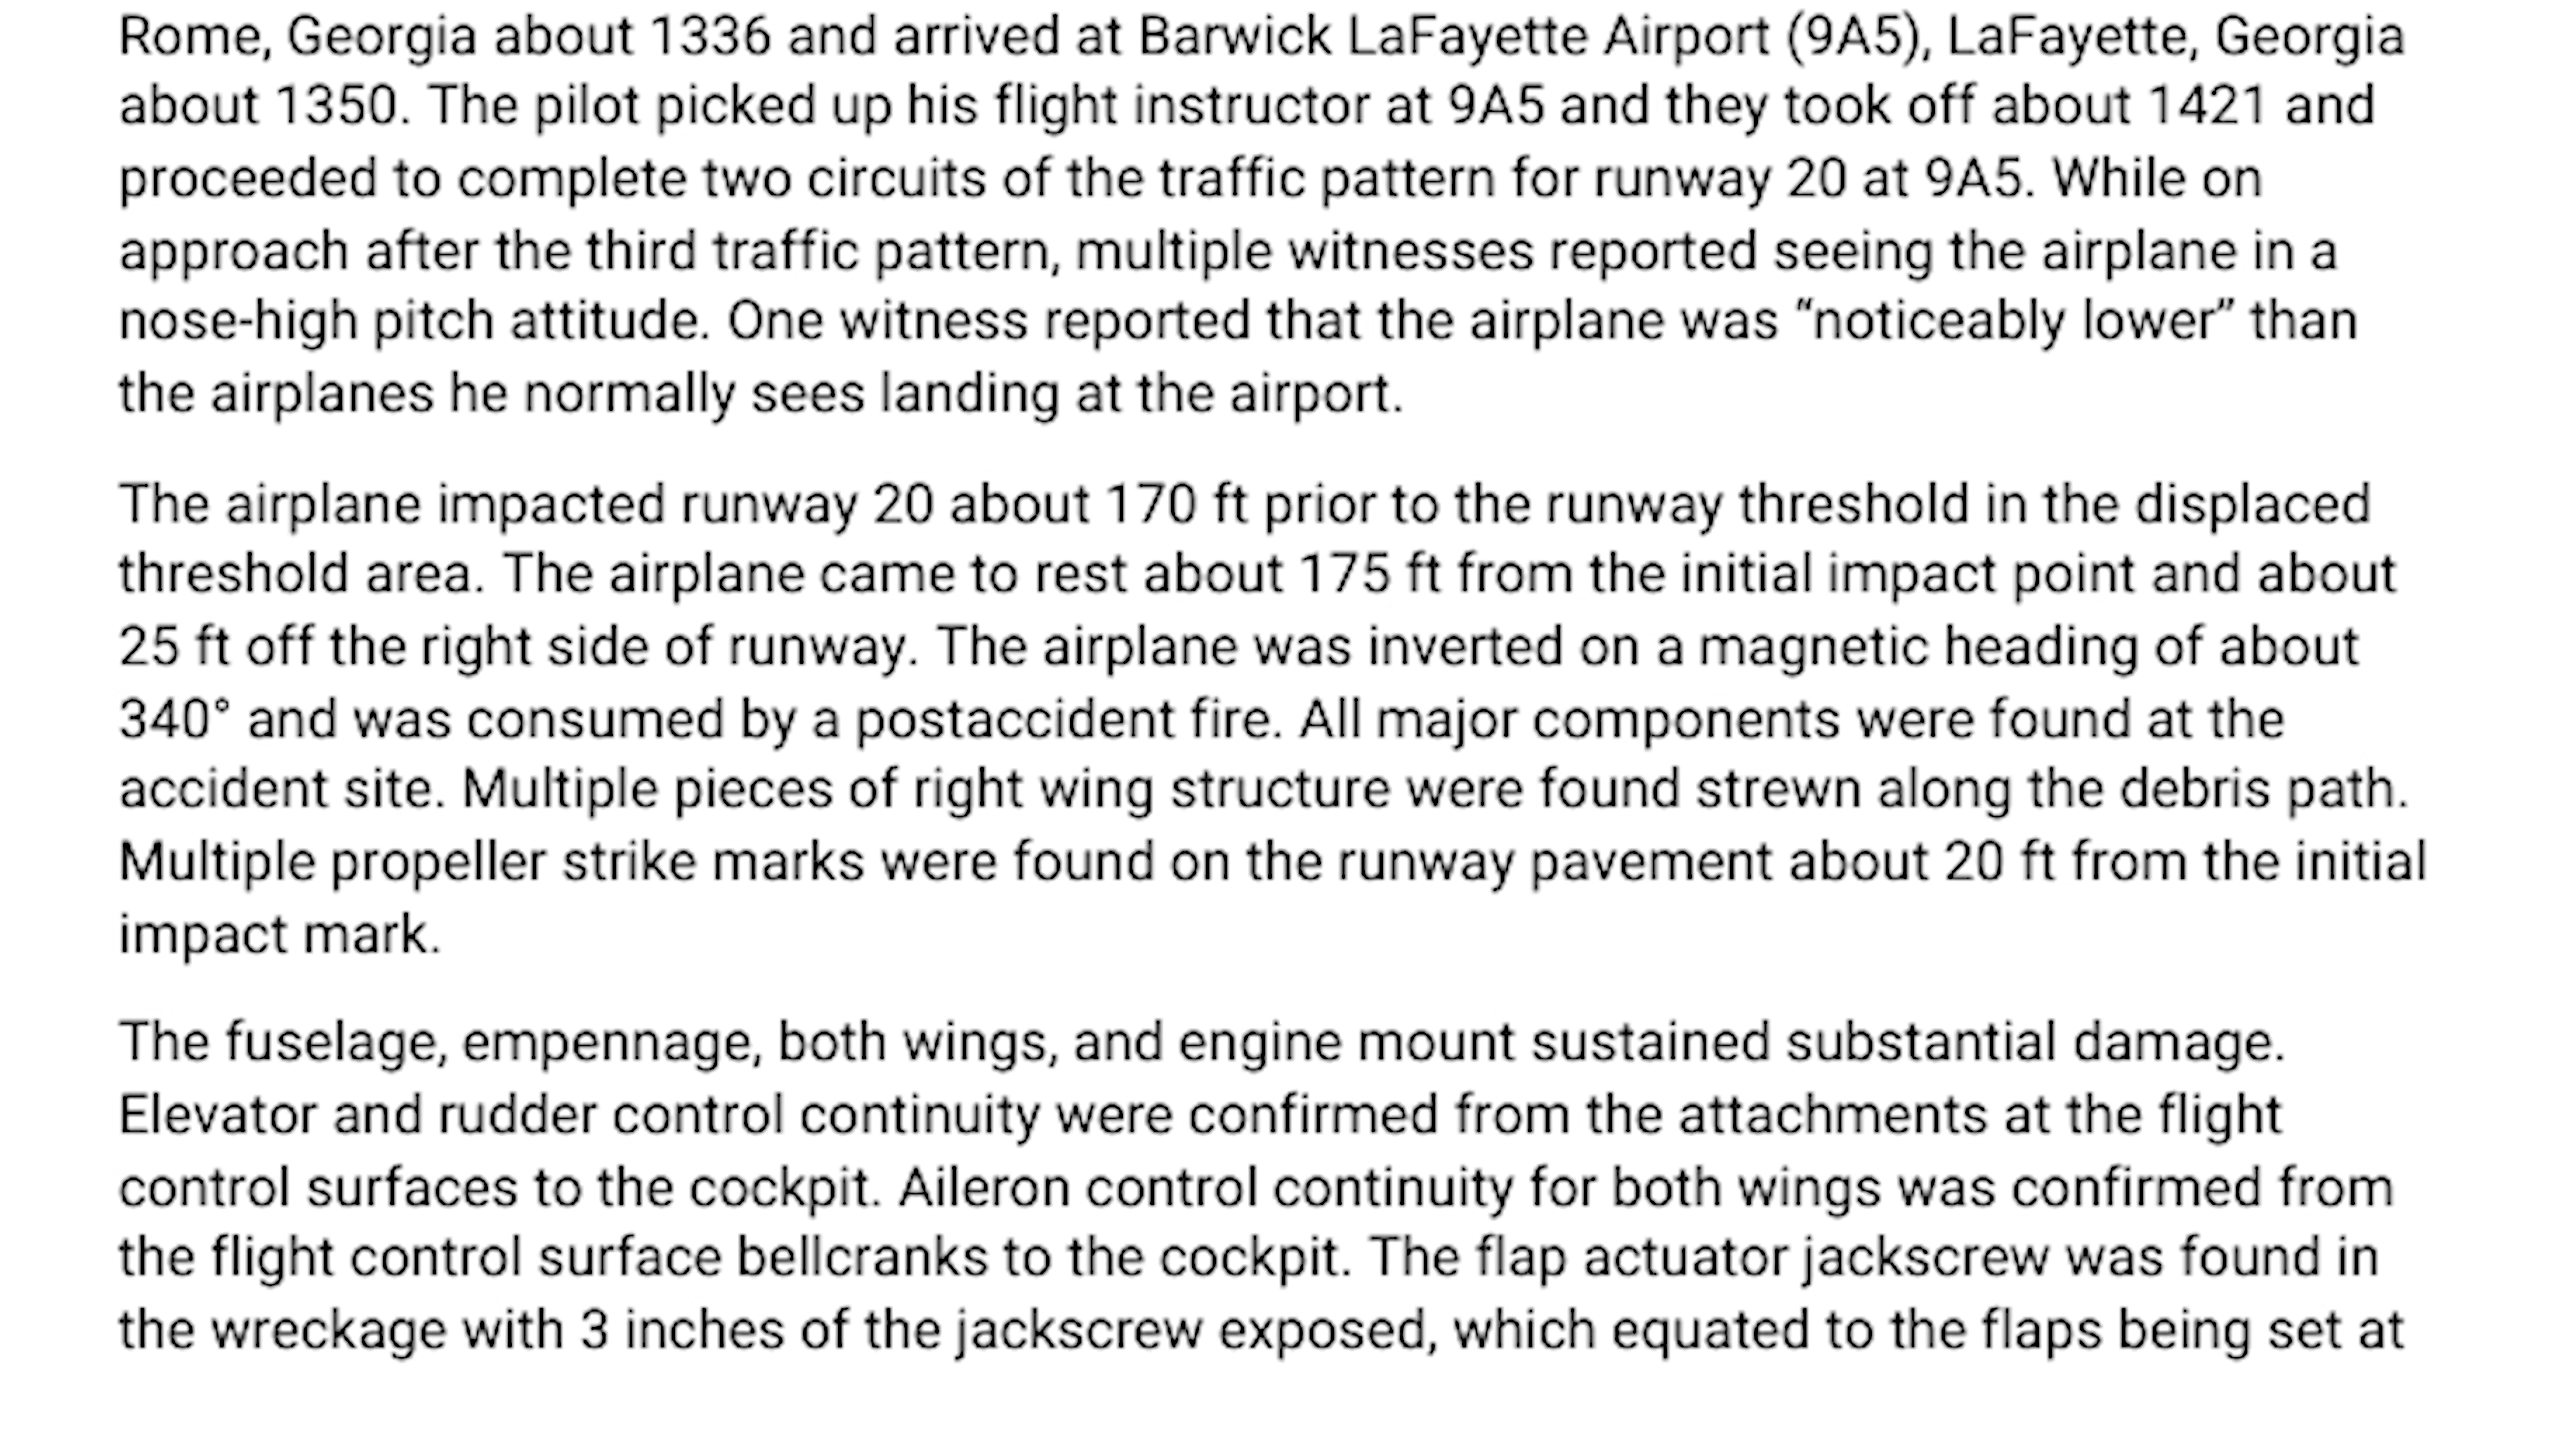 Rome, Georgia about 1336 and arrived at Barwick LaFayette Airport (9A5), LaFayette, Georgia
about 1350. The pilot picked up his flight instructor at 9A5 and they took off about 1421 and
proceeded to complete two circuits of the traffic pattern for runway 20 at 9A5. While on
approach after the third traffic pattern, multiple witnesses reported seeing the airplane in a
nose-high pitch attitude. One witness reported that the airplane was “noticeably lower” than
the airplanes he normally sees landing at the airport.
The airplane impacted runway 20 about 170 ft prior to the runway threshold in the displaced
threshold area. The airplane came to rest about 175 ft from the initial impact point and about
25 ft off the right side of runway. The airplane was inverted on a magnetic heading of about
340° and was consumed by a postaccident fire. All major components were found at the
accident site. Multiple pieces of right wing structure were found strewn along the debris path.
Multiple propeller strike marks were found on the runway pavement about 20 ft from the initial
impact mark.
The fuselage, empennage, both wings, and engine mount sustained substantial damage.
Elevator and rudder control continuity were confirmed from the attachments at the flight
control surfaces to the cockpit. Aileron control continuity for both wings was confirmed from
the flight control surface bellcranks to the cockpit. The flap actuator jackscrew was found in
the wreckage with 3 inches of the jackscrew exposed, which equated to the flaps being set at